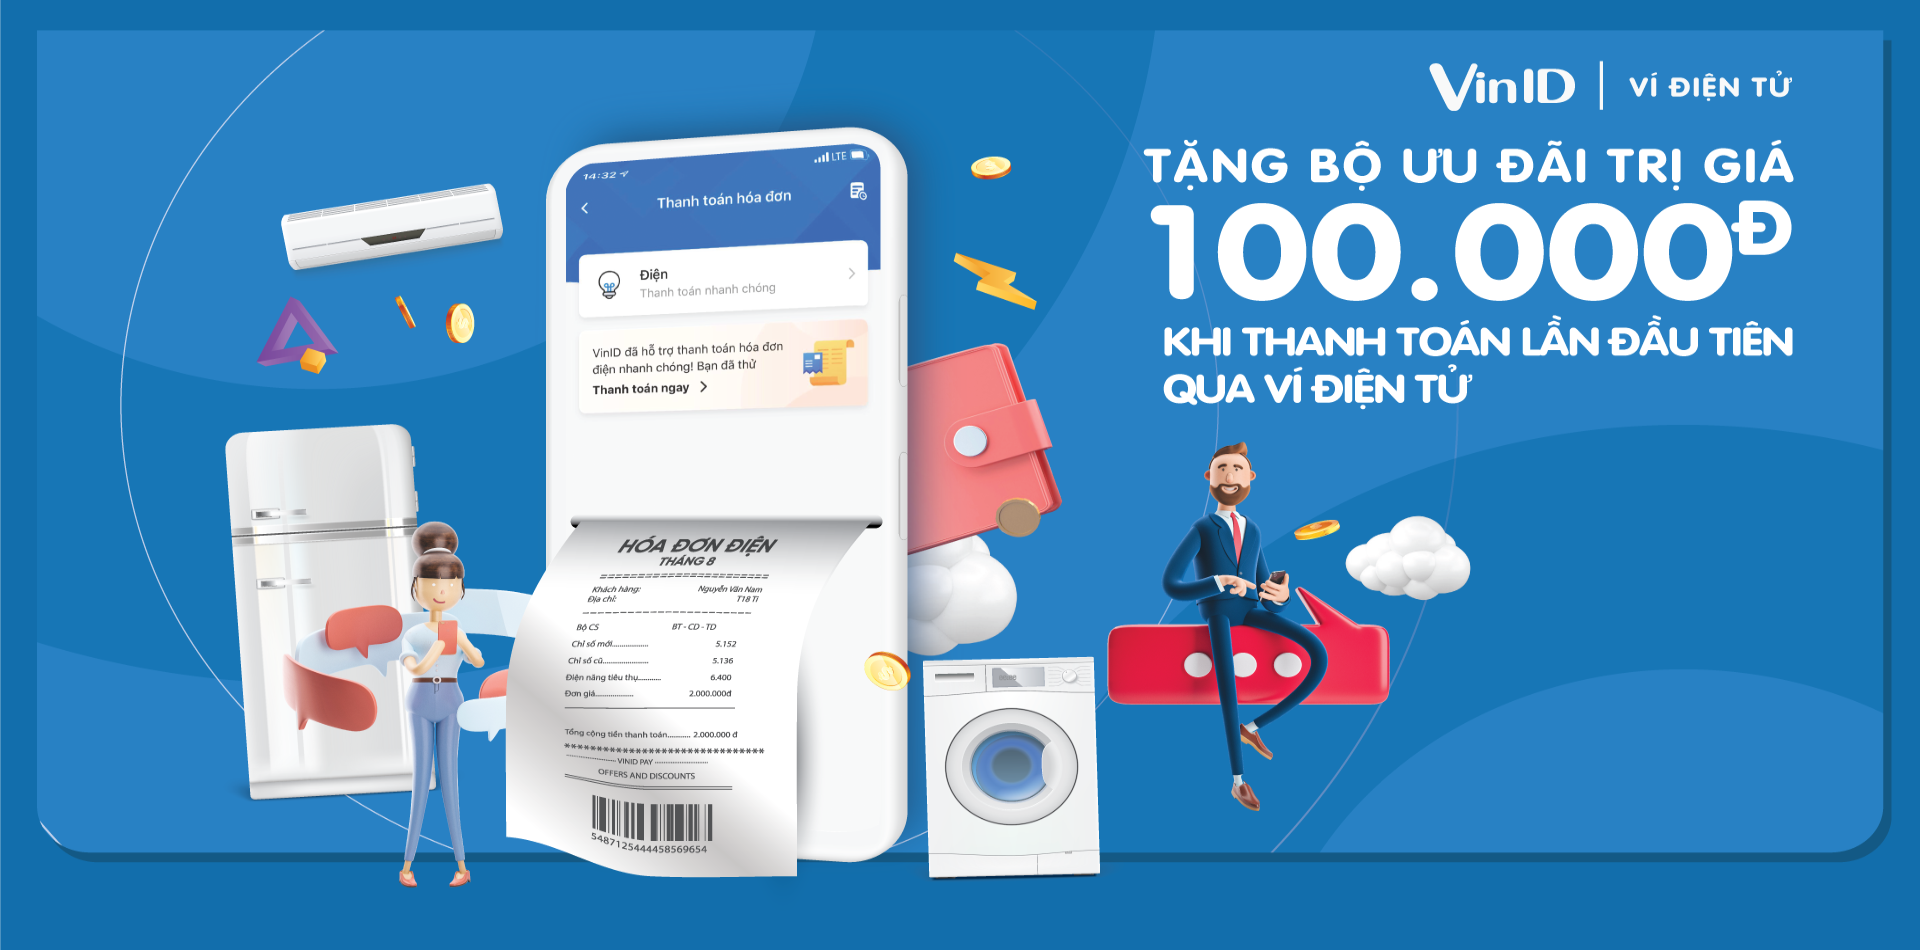 VinID | VÍ ĐIỆN TỬ
TẶNG BỘ ƯU ĐÃI TRỊ GIÁ
100.000Đ
KHI THANH TOÁN LẦN ĐẦU TIÊN
QUA VÍ ĐIỆN TỬ
14:32
LTE
Thanh toán hóa đơn
Điện
Thanh toán nhanh chóng
VinID đã hỗ trợ thanh toán hóa đơn
điện nhanh chóng! Bạn đã thử
Thanh toán ngay
HÓA ĐƠN ĐIỆN
THÁNG 8
Khách hàng: Nguyễn Văn Nam
Địa chỉ: T18 Ti
Bộ CS BT - CD - TD
Chỉ số mới.................. 5.152
Chỉ số cũ...................... 5.136
Điện năng tiêu thụ........... 6.400
Đơn giá................... 2.000.000đ
Tổng cộng tiền thanh toán........... 2.000.000 đ
*******************************
VINID PAY
OFFERS AND DISCOUNTS
5487125444458569654